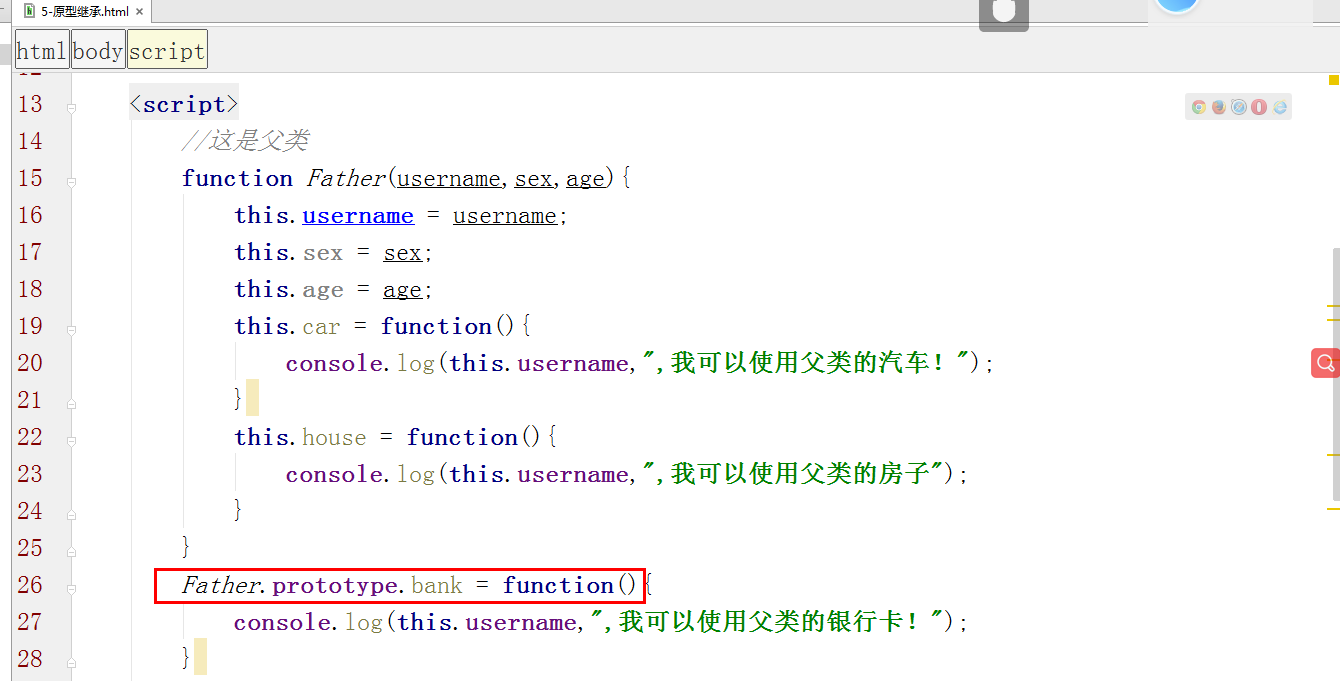 5-原型继承.html ×
html body script
13 <script>
14 //这是父类
15 function Father(username,sex,age){
16 this.username = username;
17 this.sex = sex;
18 this.age = age;
19 this.car = function(){
20 console.log(this.username,",我可以使用父类的汽车！");
21 }
22 this.house = function(){
23 console.log(this.username,",我可以使用父类的房子");
24 }
25 }
26 Father.prototype.bank = function(){
27 console.log(this.username,",我可以使用父类的银行卡！");
28 }